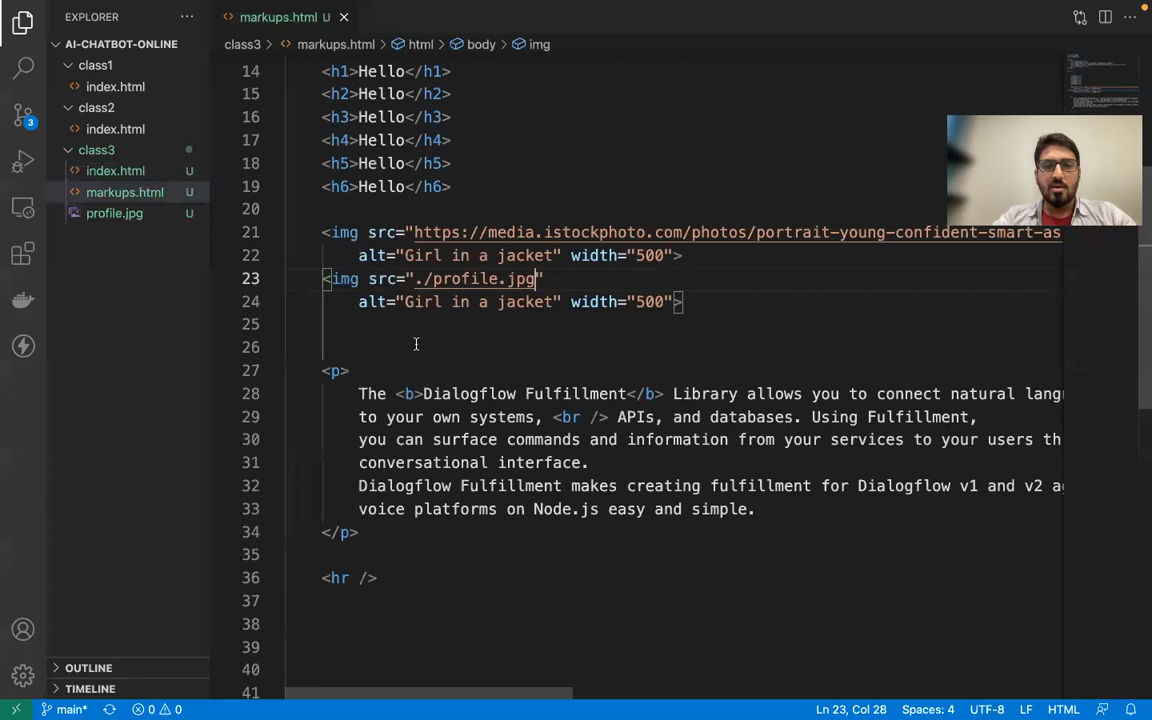 EXPLORER
AI-CHATBOT-ONLINE
class1
index.html
class2
index.html
class3
index.html U
markups.html U
profile.jpg U
OUTLINE
TIMELINE
3
markups.html U
class3 > markups.html > html > body > img
14 <h1>Hello</h1>
15 <h2>Hello</h2>
16 <h3>Hello</h3>
17 <h4>Hello</h4>
18 <h5>Hello</h5>
19 <h6>Hello</h6>
20
21 <img src="https://media.istockphoto.com/photos/portrait-young-confident-smart-as
22 alt="Girl in a jacket" width="500">
23 <img src="./profile.jpg"
24 alt="Girl in a jacket" width="500">
25
26
27 <p>
28 The <b>Dialogflow Fulfillment</b> Library allows you to connect natural lang
29 to your own systems, <br /> APIs, and databases. Using Fulfillment,
30 you can surface commands and information from your services to your users th
31 conversational interface.
32 Dialogflow Fulfillment makes creating fulfillment for Dialogflow v1 and v2 a
33 voice platforms on Node.js easy and simple.
34 </p>
35
36 <hr />
37
38
39
40
41
main* 0 0 Ln 23, Col 28 Spaces: 4 UTF-8 LF HTML